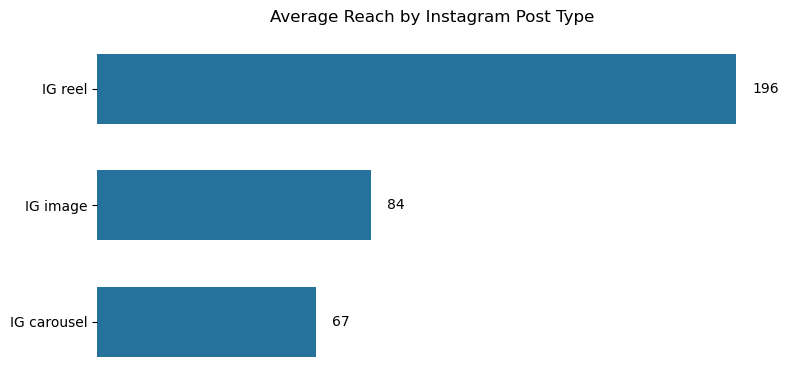 Average Reach by Instagram Post Type
IG reel
196
IG image
84
IG carousel
67